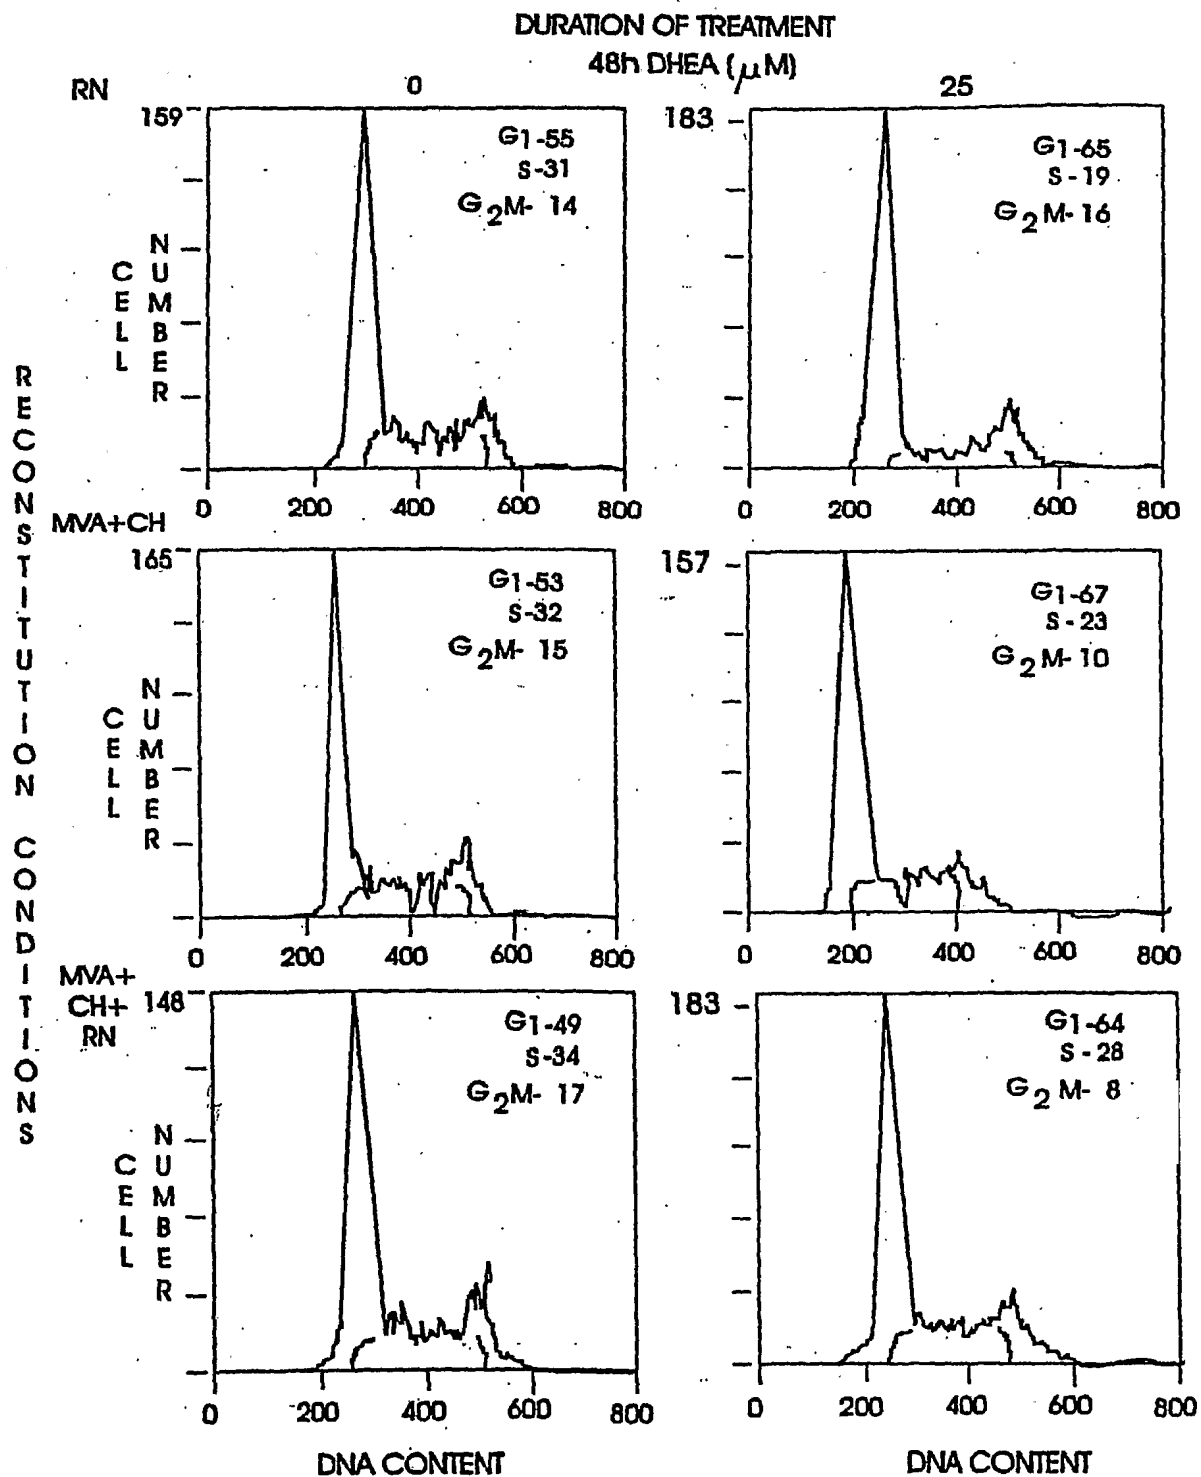 DURATION OF TREATMENT
48h DHEA (μM)
0
25
RECONSTITUTION CONDITIONS
RN
159
CELL NUMBER
G1-55
S-31
G2M- 14
0 200 400 600 800
183
G1-65
S-19
G2M-16
0 200 400 600 800
MVA+CH
165
CELL NUMBER
G1-53
S-32
G2M- 15
0 200 400 600 800
157
G1-67
S-23
G2M-10
0 200 400 600 800
MVA+
CH+
RN
148
CELL NUMBER
G1-49
S-34
G2M- 17
0 200 400 600 800
DNA CONTENT
183
G1-64
S-28
G2M- 8
0 200 400 600 800
DNA CONTENT